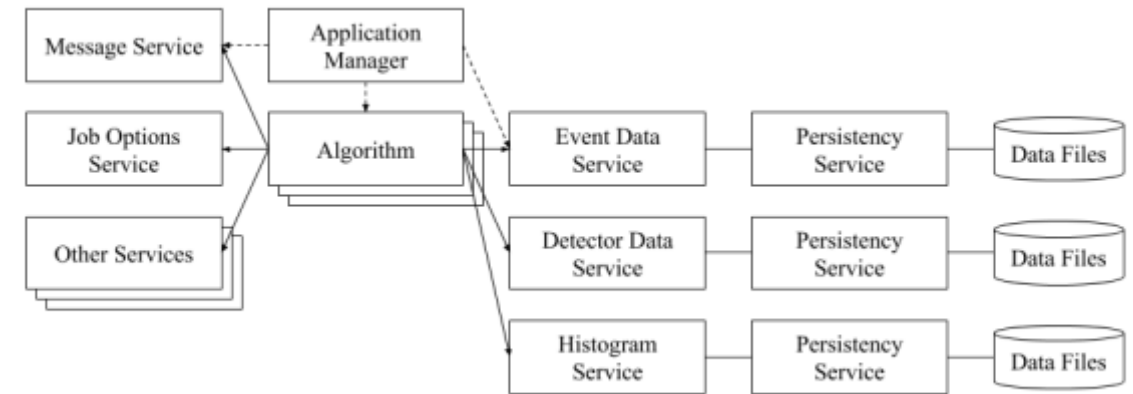 Message Service
Application
Manager
Job Options
Service
Algorithm
Event Data
Service
Persistency
Service
Data Files
Other Services
Detector Data
Service
Persistency
Service
Data Files
Histogram
Service
Persistency
Service
Data Files